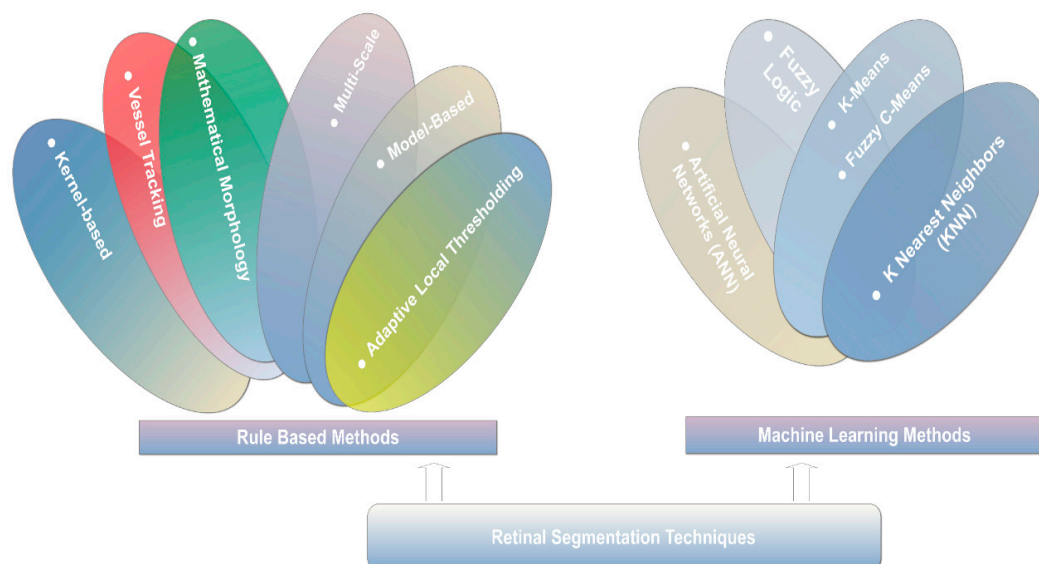 Kernel-based
Vessel Tracking
Mathematical Morphology
Multi-Scale
Model-Based
Adaptive Local Thresholding
Artificial Neural
Networks (ANN)
Fuzzy
Logic
K-Means
Fuzzy C-Means
K Nearest Neighbors
(KNN)
Rule Based Methods
Machine Learning Methods
Retinal Segmentation Techniques